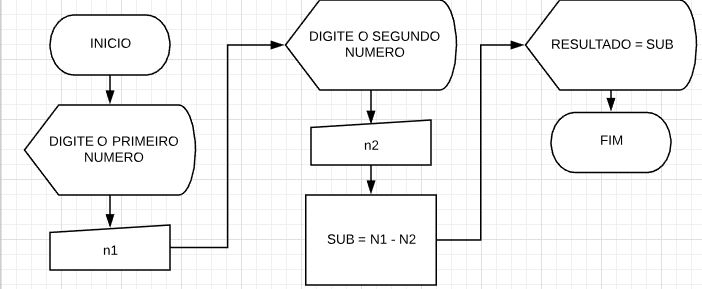 INICIO
DIGITE O PRIMEIRO
NUMERO
n1
DIGITE O SEGUNDO
NUMERO
n2
SUB = N1 - N2
RESULTADO = SUB
FIM